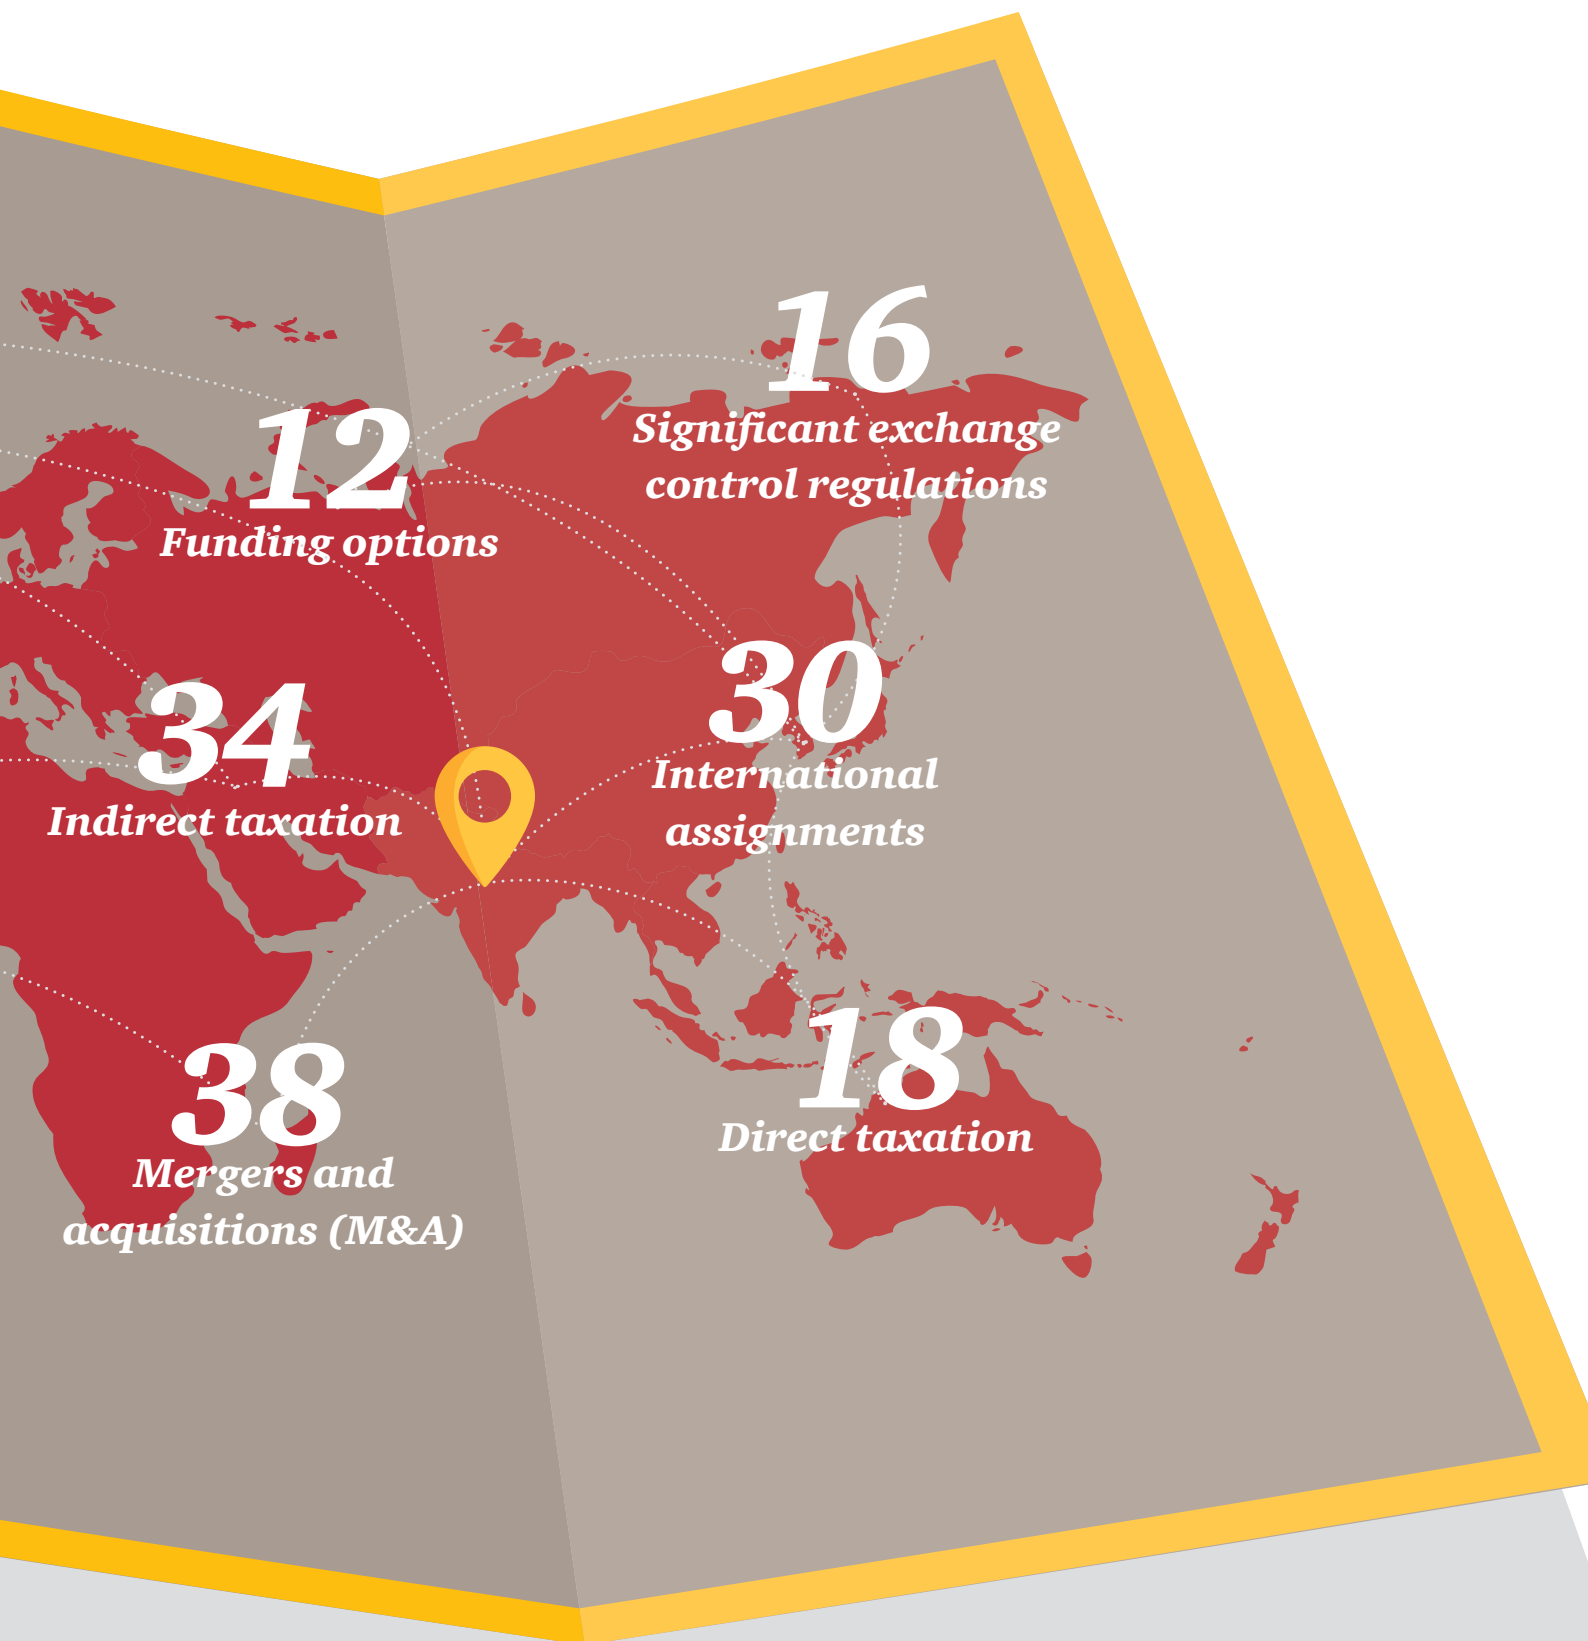 16
Significant exchange
control regulations
12
Funding options
30
International
assignments
34
Indirect taxation
18
Direct taxation
38
Mergers and
acquisitions (M&A)